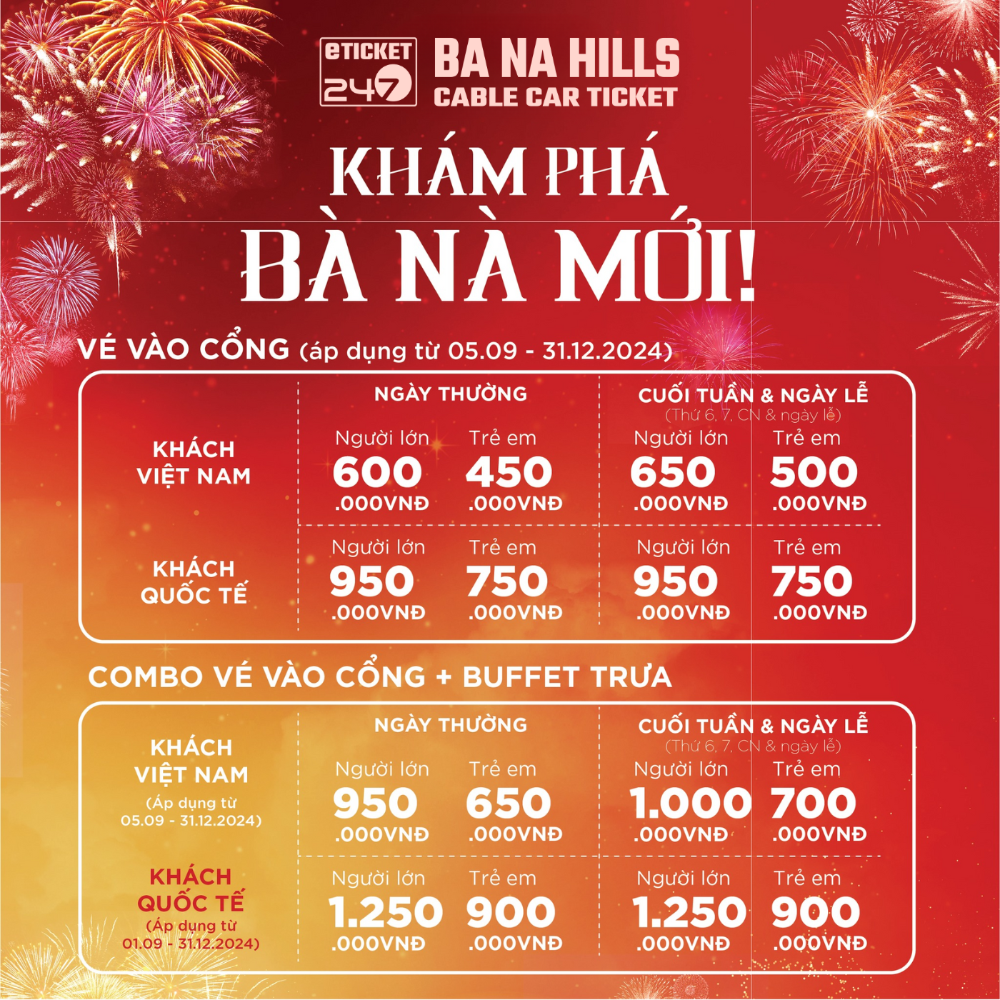 eTICKET
247
BA NA HILLS
CABLE CAR TICKET
KHÁM PHÁ
BÀ NÀ MỚI!
VÉ VÀO CỔNG (áp dụng từ 05.09 - 31.12.2024)
NGÀY THƯỜNG
CUỐI TUẦN & NGÀY LỄ
(Thứ 6, 7, CN & ngày lễ)
KHÁCH
VIỆT NAM
Người lớn Trẻ em Người lớn Trẻ em
600 450 650 500
.000VNĐ .000VNĐ .000VNĐ .000VNĐ
KHÁCH
QUỐC TẾ
Người lớn Trẻ em Người lớn Trẻ em
950 750 950 750
.000VNĐ .000VNĐ .000VNĐ .000VNĐ
COMBO VÉ VÀO CỔNG + BUFFET TRƯA
NGÀY THƯỜNG
CUỐI TUẦN & NGÀY LỄ
(Thứ 6, 7, CN & ngày lễ)
KHÁCH
VIỆT NAM
(Áp dụng từ
05.09 - 31.12.2024)
Người lớn Trẻ em Người lớn Trẻ em
950 650 1.000 700
.000VNĐ .000VNĐ .000VNĐ .000VNĐ
KHÁCH
QUỐC TẾ
(Áp dụng từ
01.09 - 31.12.2024)
Người lớn Trẻ em Người lớn Trẻ em
1.250 900 1.250 900
.000VNĐ .000VNĐ .000VNĐ .000VNĐ